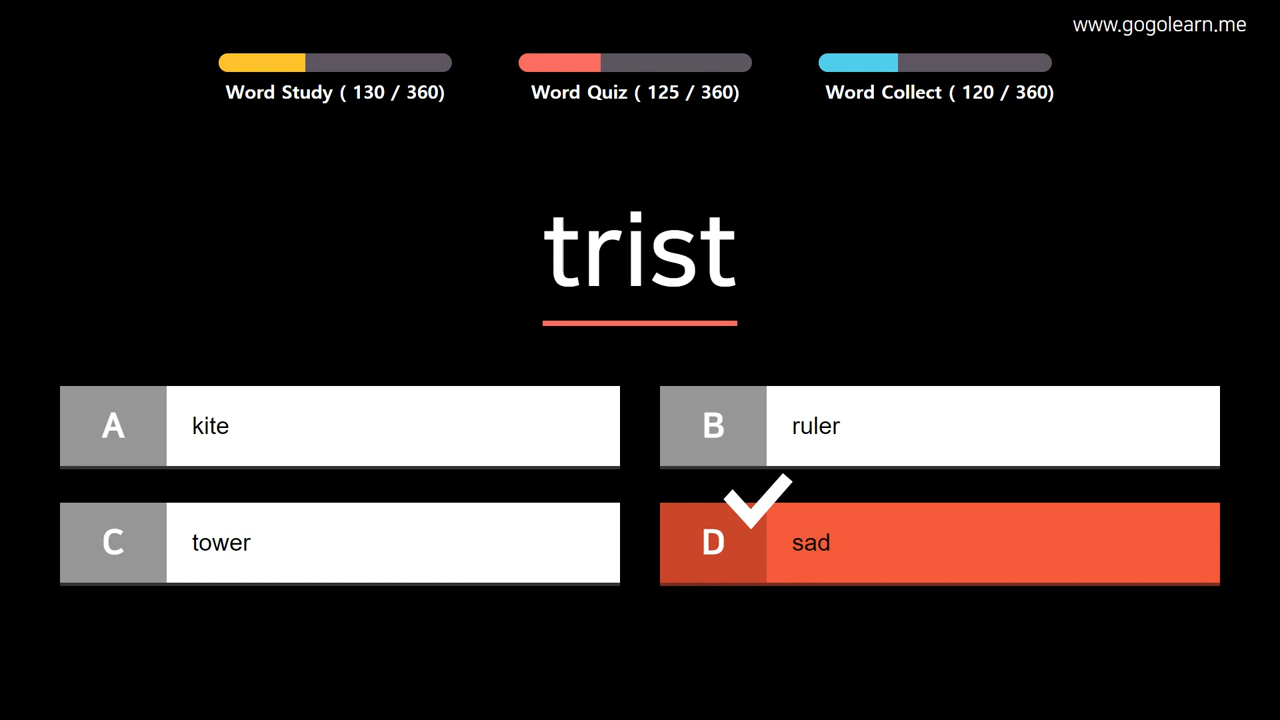 www.gogolearn.me
Word Study ( 130 / 360)
Word Quiz ( 125 / 360)
Word Collect ( 120 / 360)
trist
A kite
B ruler
C tower
D sad